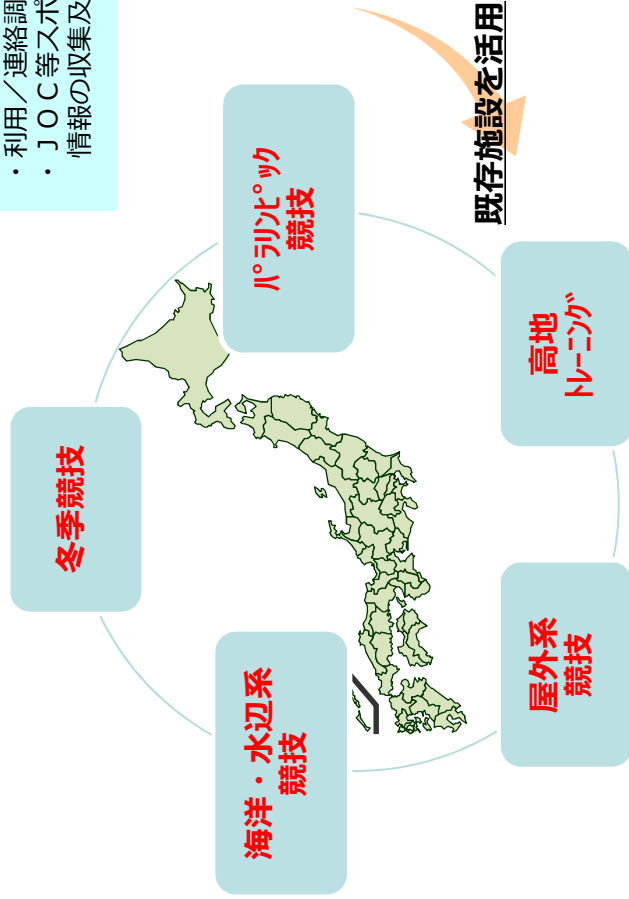 ・利用／連絡調
・ＪＯＣ等スポ
情報の収集及
冬季競技
パラリンピック
競技
海洋・水辺系
競技
高地
トレーニング
屋外系
競技
既存施設を活用